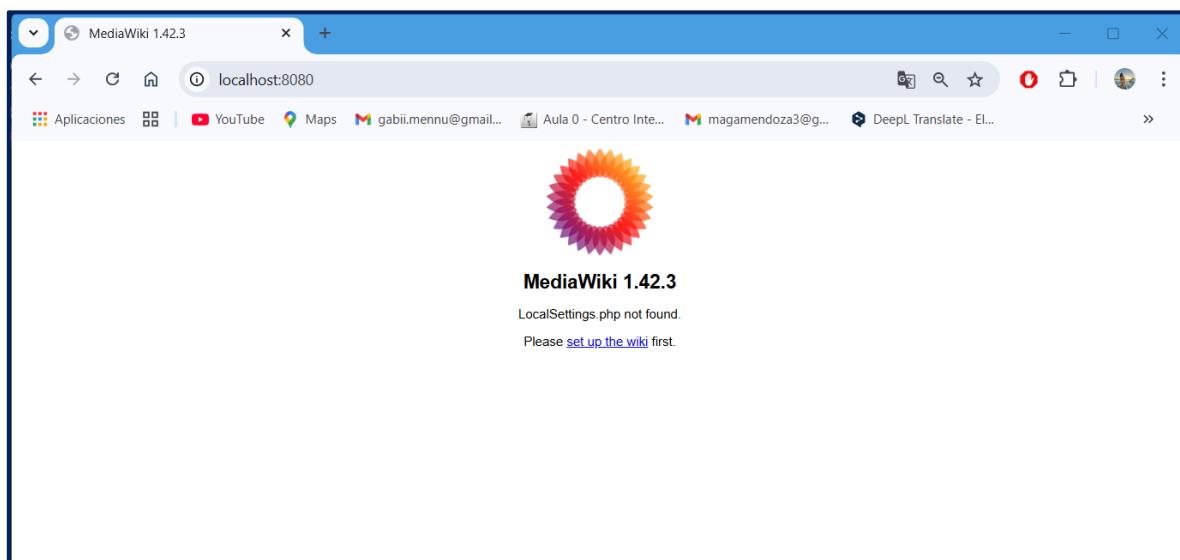 MediaWiki 1.42.3
localhost:8080
Aplicaciones YouTube Maps gabii.mennu@gmail... Aula 0 - Centro Inte... magamendoza3@g... DeepL Translate - El...
MediaWiki 1.42.3
LocalSettings.php not found.
Please set up the wiki first.